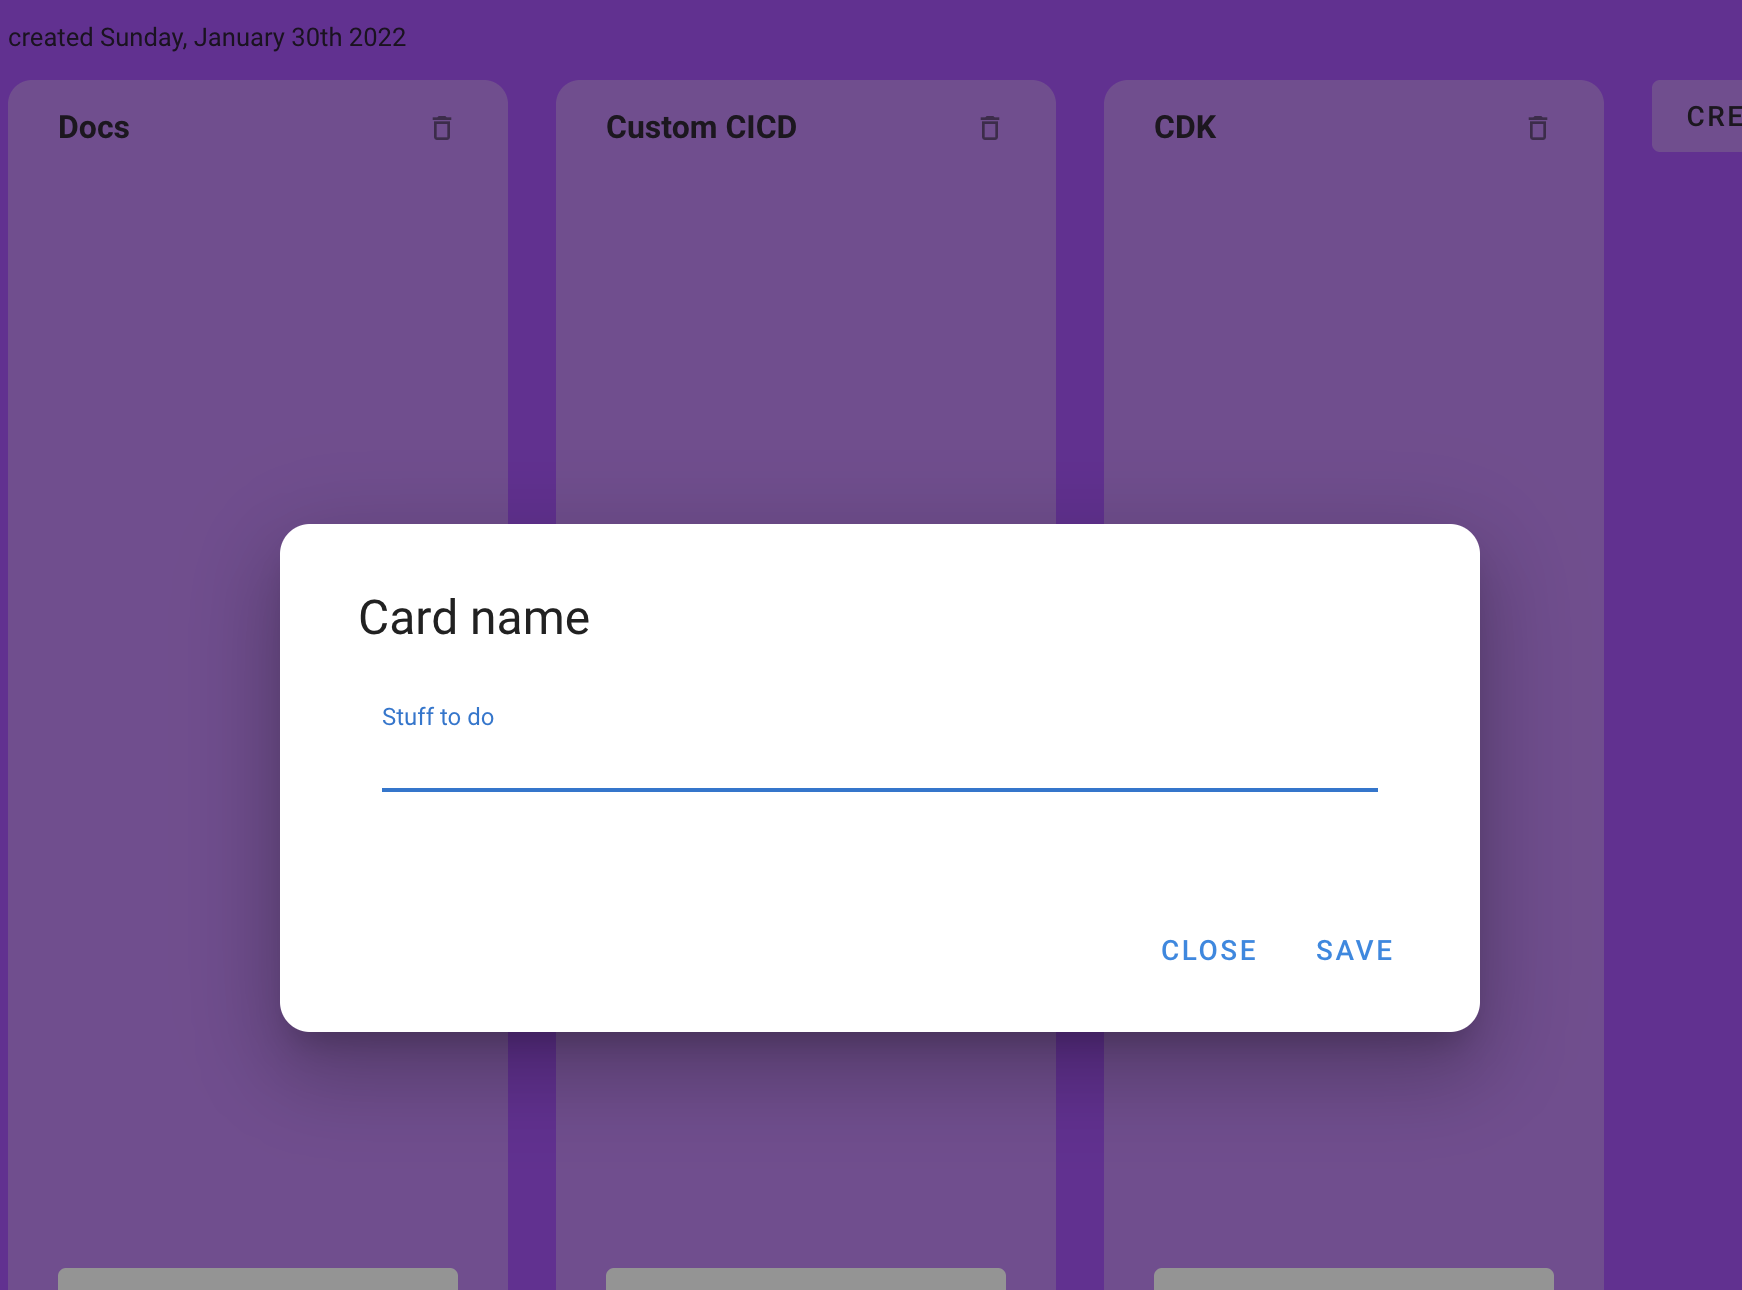 created Sunday, January 30th 2022
Docs
Custom CICD
CDK
CRE
Card name
Stuff to do
CLOSE SAVE